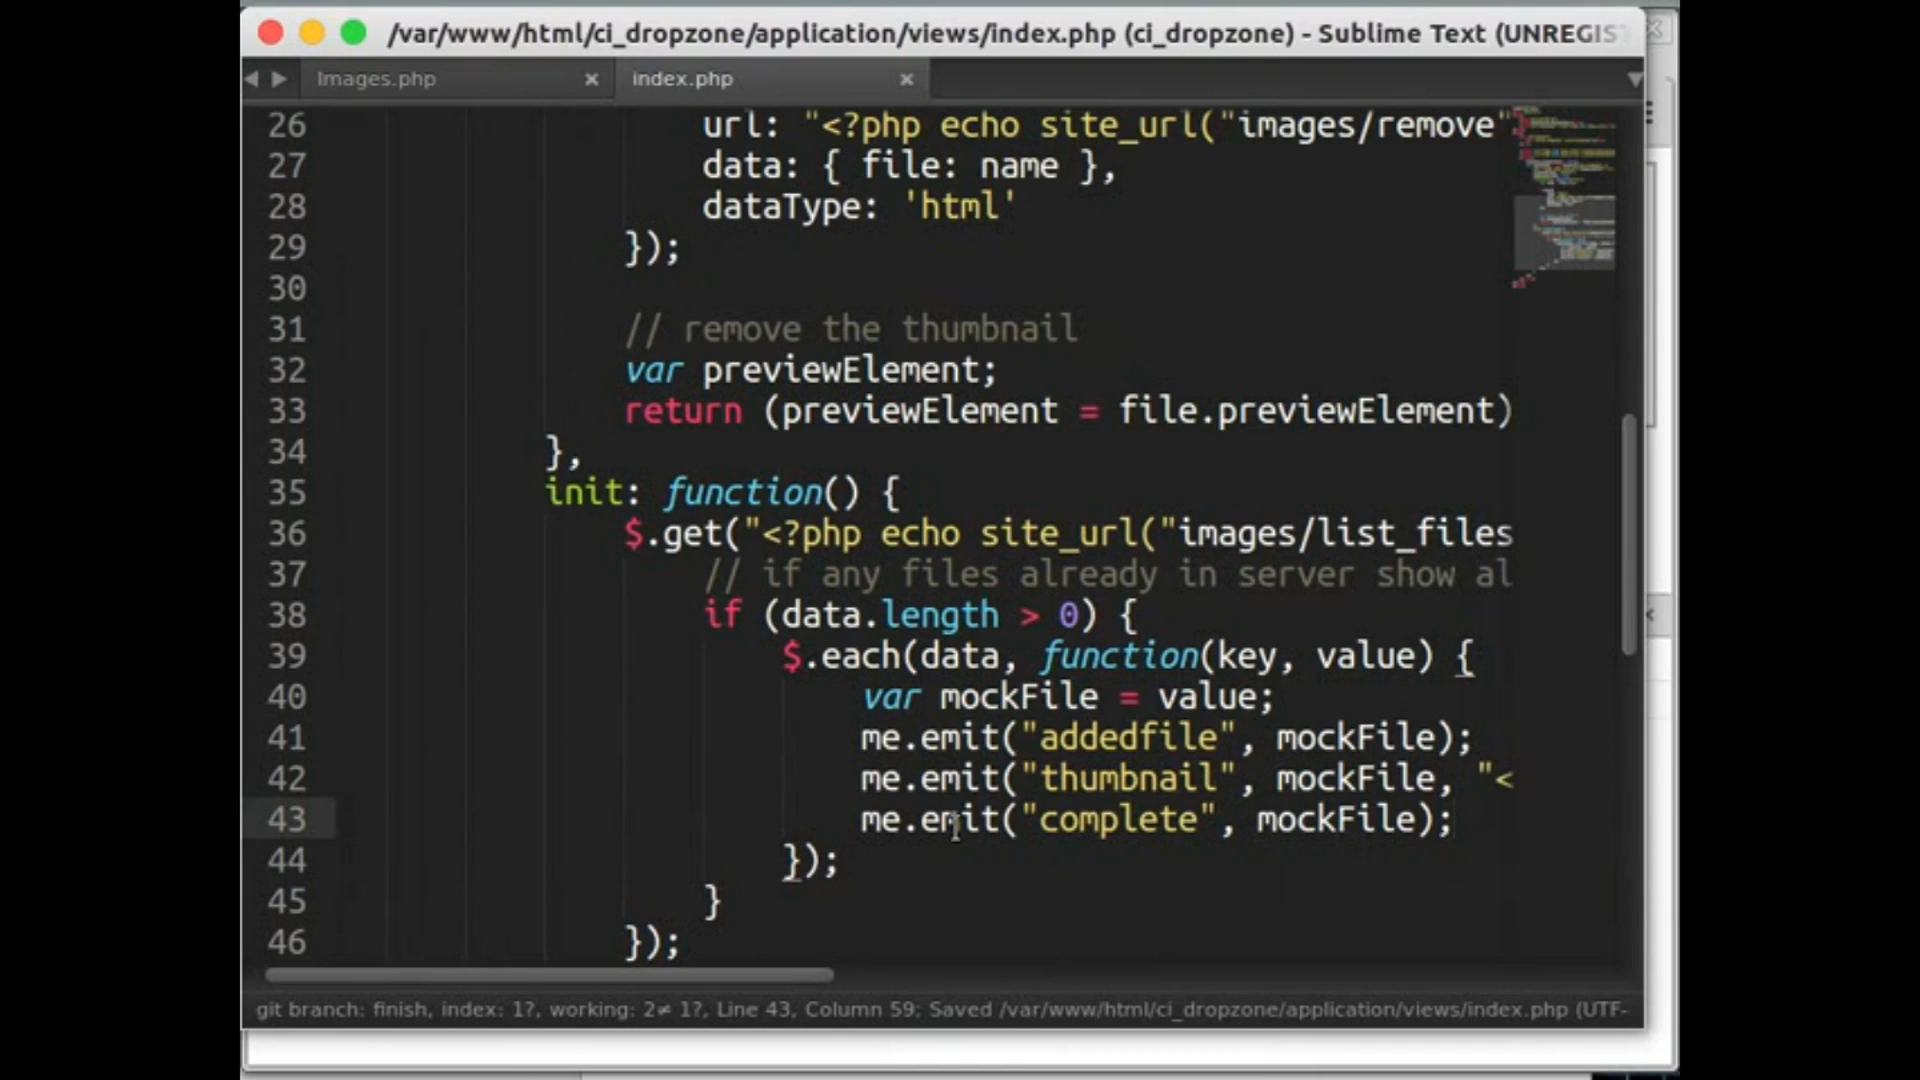 /var/www/html/ci_dropzone/application/views/index.php (ci_dropzone) - Sublime Text (UNREGIST
Images.php × index.php ×
26 url: "<?php echo site_url("images/remove"
27 data: { file: name },
28 dataType: 'html'
29 });
30
31 // remove the thumbnail
32 var previewElement;
33 return (previewElement = file.previewElement)
34 },
35 init: function() {
36 $.get("<?php echo site_url("images/list_files
37 // if any files already in server show al
38 if (data.length > 0) {
39 $.each(data, function(key, value) {
40 var mockFile = value;
41 me.emit("addedfile", mockFile);
42 me.emit("thumbnail", mockFile, "<
43 me.emit("complete", mockFile);
44 });
45 }
46 });
git branch: finish, index: 1?, working: 2≠ 1?, Line 43, Column 59; Saved /var/www/html/ci_dropzone/application/views/index.php (UTF-